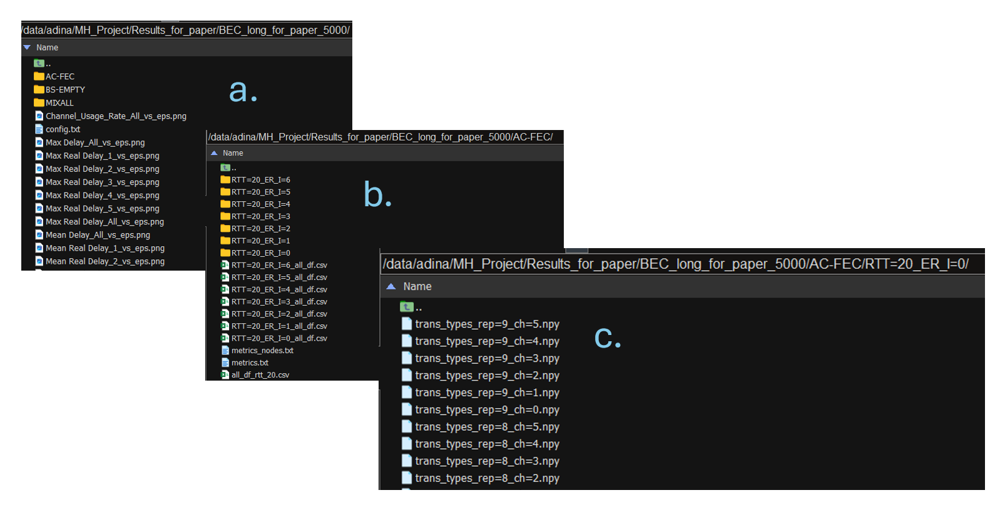 /data/adina/MH_Project/Results_for_paper/BEC_long_for_paper_5000/
Name
..
AC-FEC
BS-EMPTY
MIXALL
Channel_Usage_Rate_All_vs_eps.png
config.txt
Max Delay_All_vs_eps.png
Max Real Delay_1_vs_eps.png
Max Real Delay_2_vs_eps.png
Max Real Delay_3_vs_eps.png
Max Real Delay_4_vs_eps.png
Max Real Delay_5_vs_eps.png
Max Real Delay_All_vs_eps.png
Mean Delay_All_vs_eps.png
Mean Real Delay_1_vs_eps.png
Mean Real Delay_2_vs_eps.png
a.
/data/adina/MH_Project/Results_for_paper/BEC_long_for_paper_5000/AC-FEC/
Name
..
RTT=20_ER_I=6
RTT=20_ER_I=5
RTT=20_ER_I=4
RTT=20_ER_I=3
RTT=20_ER_I=2
RTT=20_ER_I=1
RTT=20_ER_I=0
RTT=20_ER_I=6_all_df.csv
RTT=20_ER_I=5_all_df.csv
RTT=20_ER_I=4_all_df.csv
RTT=20_ER_I=3_all_df.csv
RTT=20_ER_I=2_all_df.csv
RTT=20_ER_I=1_all_df.csv
RTT=20_ER_I=0_all_df.csv
metrics_nodes.txt
metrics.txt
all_df_rtt_20.csv
b.
/data/adina/MH_Project/Results_for_paper/BEC_long_for_paper_5000/AC-FEC/RTT=20_ER_I=0/
Name
..
trans_types_rep=9_ch=5.npy
trans_types_rep=9_ch=4.npy
trans_types_rep=9_ch=3.npy
trans_types_rep=9_ch=2.npy
trans_types_rep=9_ch=1.npy
trans_types_rep=9_ch=0.npy
trans_types_rep=8_ch=5.npy
trans_types_rep=8_ch=4.npy
trans_types_rep=8_ch=3.npy
trans_types_rep=8_ch=2.npy
c.